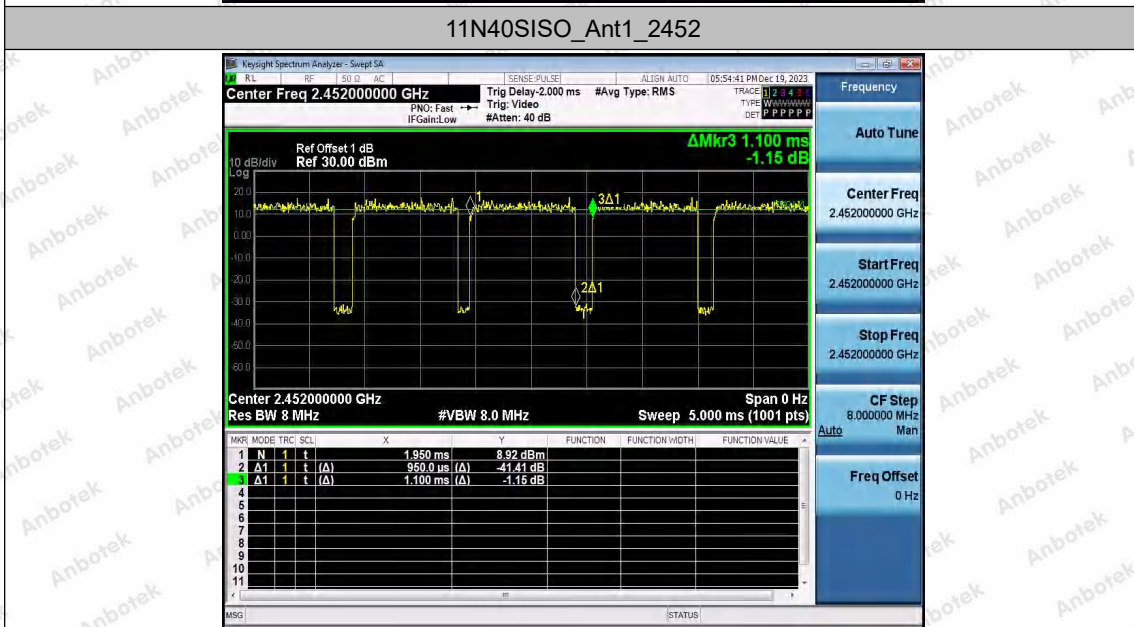 11N40SISO_Ant1_2452
Keysight Spectrum Analyzer - Swept SA
RL RF 50 Ω AC SENSE:PULSE ALIGN AUTO 05:54:41 PM Dec 19, 2023
Center Freq 2.452000000 GHz
PNO: Fast
IFGain:Low
Trig Delay-2.000 ms #Avg Type: RMS
Trig: Video
#Atten: 40 dB
TRACE 1 2 3 4 5 6
TYPE WWWWWW
DET P P P P P P
ΔMkr3 1.100 ms
-1.15 dB
Ref Offset 1 dB
10 dB/div Ref 30.00 dBm
Log
20.0
10.0
0.00
-10.0
-20.0
-30.0
-40.0
-50.0
-60.0
1
3Δ1
2Δ1
Center 2.452000000 GHz Span 0 Hz
Res BW 8 MHz #VBW 8.0 MHz Sweep 5.000 ms (1001 pts)
MKR MODE TRC SCL X Y FUNCTION FUNCTION WIDTH FUNCTION VALUE
1 N 1 t 1.950 ms 8.92 dBm
2 Δ1 1 t (Δ) 950.0 µs (Δ) -41.41 dB
3 Δ1 1 t (Δ) 1.100 ms (Δ) -1.15 dB
4
5
6
7
8
9
10
11
MSG STATUS
Frequency
Auto Tune
Center Freq
2.452000000 GHz
Start Freq
2.452000000 GHz
Stop Freq
2.452000000 GHz
CF Step
8.000000 MHz
Auto Man
Freq Offset
0 Hz
Anbotek